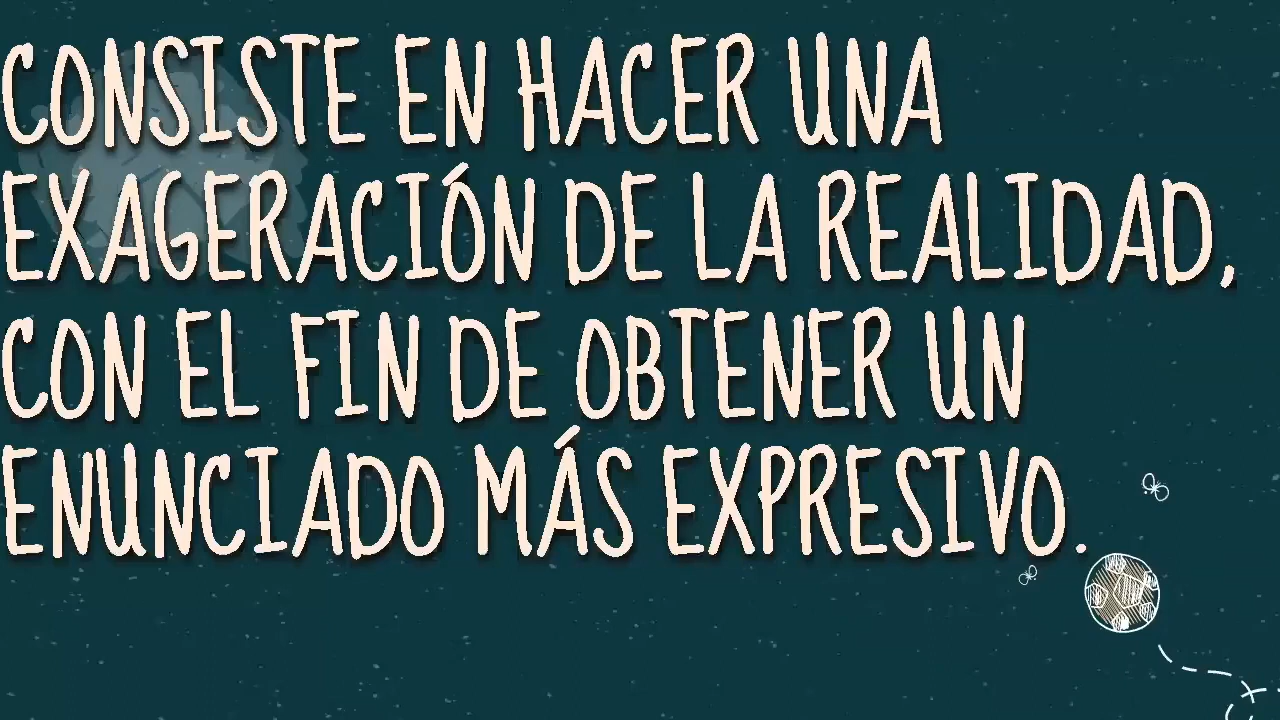 CONSISTE EN HACER UNA
EXAGERACIÓN DE LA REALIDAD,
CON EL FIN DE OBTENER UN
ENUNCIADO MÁS EXPRESIVO.